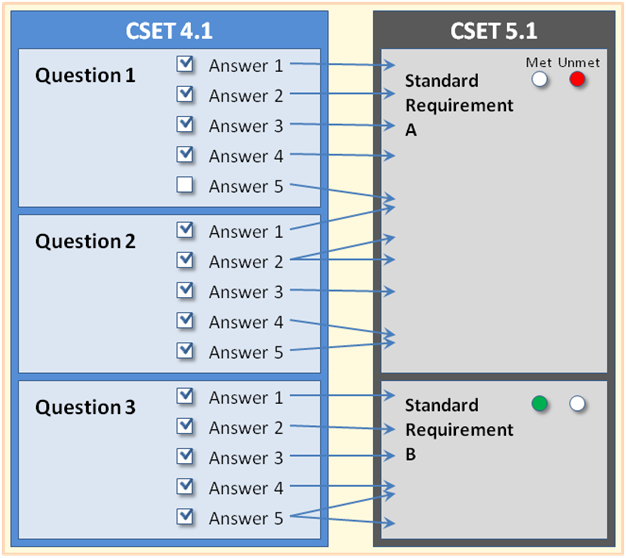 CSET 4.1
Question 1
Answer 1
Answer 2
Answer 3
Answer 4
Answer 5
Question 2
Answer 1
Answer 2
Answer 3
Answer 4
Answer 5
Question 3
Answer 1
Answer 2
Answer 3
Answer 4
Answer 5
CSET 5.1
Met Unmet
Standard
Requirement
A
Standard
Requirement
B